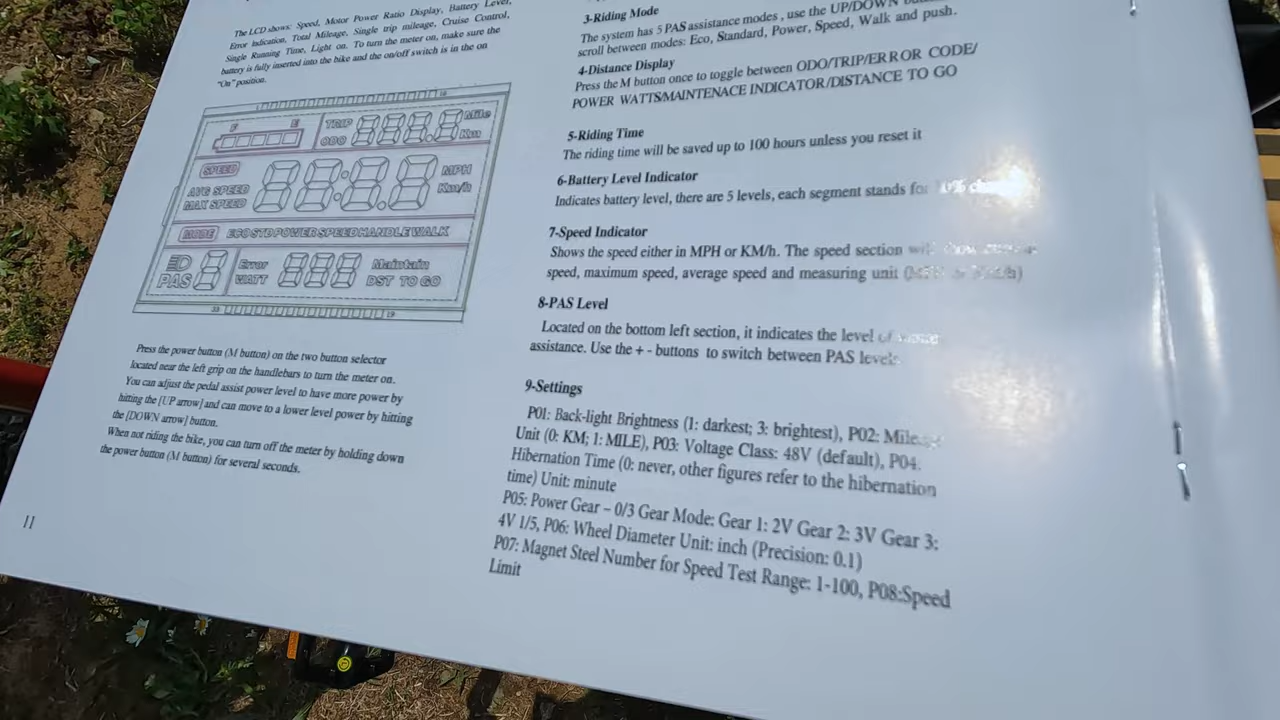 The LCD shows: Speed, Motor Power Ratio Display, Battery Level,
Error Indication, Total Mileage, Single trip mileage, Cruise Control,
Single Running Time, Light on. To turn the meter on, make sure the
battery is fully inserted into the bike and the on/off switch is in the on
"On" position.
F E
TRIP
ODO
888.8
Mile
Km
SPEED
AVG SPEED
MAX SPEED
88:8.8
MPH
Km/h
MODE ECO STD POWER SPEED HANDLE WALK
PAS 8
Error
WATT
888
Maintain
DST TO GO
Press the power button (M button) on the two button selector
located near the left grip on the handlebars to turn the meter on.
You can adjust the pedal assist power level to have more power by
hitting the [UP arrow] and can move to a lower level power by hitting
the [DOWN arrow] button.
When not riding the bike, you can turn off the meter by holding down
the power button (M button) for several seconds.
11
3-Riding Mode
The system has 5 PAS assistance modes , use the UP/DOWN
scroll between modes: Eco, Standard, Power, Speed, Walk and push.
4-Distance Display
Press the M button once to toggle between ODO/TRIP/ERROR CODE/
POWER WATTS/MAINTENACE INDICATOR/DISTANCE TO GO
5-Riding Time
The riding time will be saved up to 100 hours unless you reset it
6-Battery Level Indicator
Indicates battery level, there are 5 levels, each segment stands for
7-Speed Indicator
Shows the speed either in MPH or KM/h. The speed section
speed, maximum speed, average speed and measuring unit
8-PAS Level
Located on the bottom left section, it indicates the level of
assistance. Use the + - buttons to switch between PAS levels
9-Settings
P01: Back-light Brightness (1: darkest; 3: brightest), P02: Mileage
Unit (0: KM; 1: MILE), P03: Voltage Class: 48V (default), P04.
Hibernation Time (0: never, other figures refer to the hibernation
time) Unit: minute
P05: Power Gear – 0/3 Gear Mode: Gear 1: 2V Gear 2: 3V Gear 3:
4V 1/5, P06: Wheel Diameter Unit: inch (Precision: 0.1)
P07: Magnet Steel Number for Speed Test Range: 1-100, P08:Speed
Limit